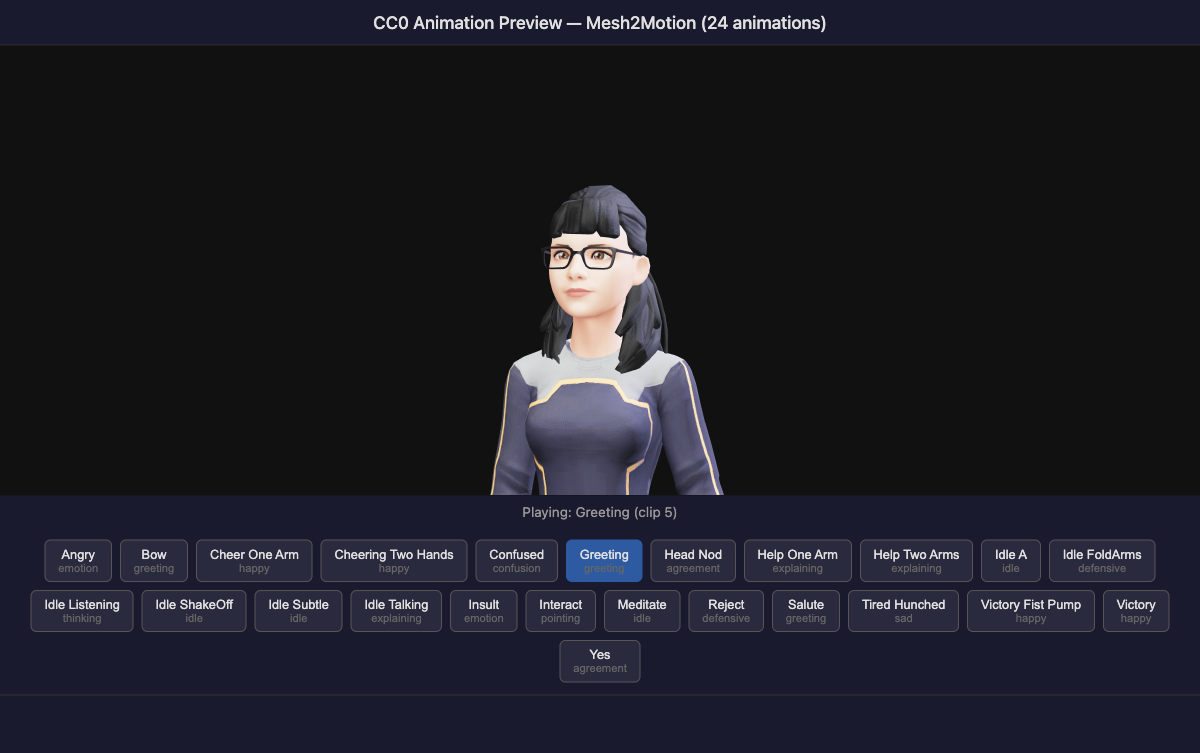 CC0 Animation Preview — Mesh2Motion (24 animations)
Playing: Greeting (clip 5)
Angry
emotion
Bow
greeting
Cheer One Arm
happy
Cheering Two Hands
happy
Confused
confusion
Greeting
greeting
Head Nod
agreement
Help One Arm
explaining
Help Two Arms
explaining
Idle A
idle
Idle FoldArms
defensive
Idle Listening
thinking
Idle ShakeOff
idle
Idle Subtle
idle
Idle Talking
explaining
Insult
emotion
Interact
pointing
Meditate
idle
Reject
defensive
Salute
greeting
Tired Hunched
sad
Victory Fist Pump
happy
Victory
happy
Yes
agreement